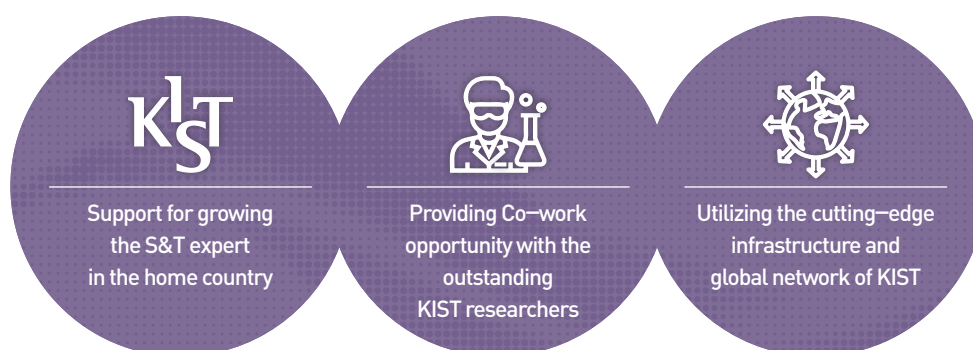 KIST
Support for growing
the S&T expert
in the home country
Providing Co—work
opportunity with the
outstanding
KIST researchers
Utilizing the cutting—edge
infrastructure and
global network of KIST